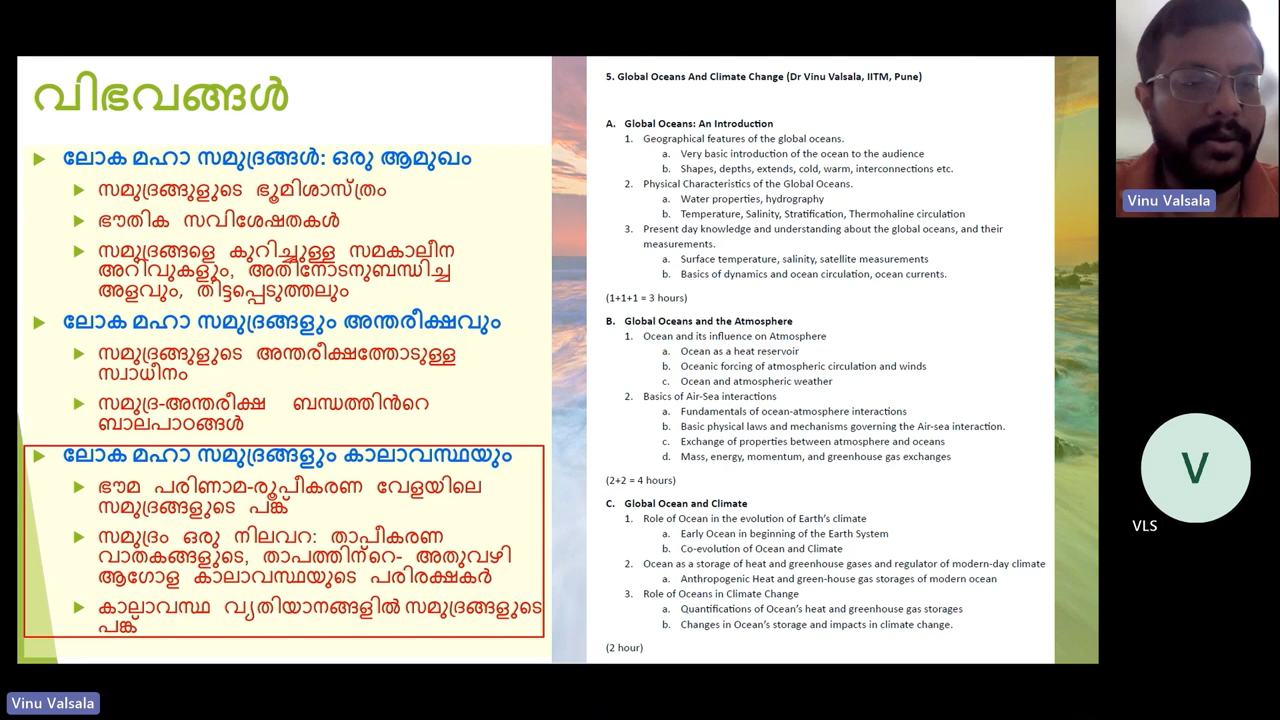 വിഭവങ്ങൾ
ലോക മഹാ സമുദ്രങ്ങൾ: ഒരു ആമുഖം
സമുദ്രങ്ങുളുടെ ഭൂമിശാസ്ത്രം
ഭൗതിക സവിശേഷതകൾ
സമുദ്രങ്ങളെ കുറിച്ചുള്ള സമകാലീന
അറിവുകളും, അതിനോടനുബന്ധിച്ച
അളവും, തിട്ടപ്പെടുത്തലും
ലോക മഹാ സമുദ്രങ്ങളും അന്തരീക്ഷവും
സമുദ്രങ്ങുളുടെ അന്തരീക്ഷത്തോടുള്ള
സ്വാധീനം
സമുദ്ര-അന്തരീക്ഷ ബന്ധത്തിൻറെ
ബാലപാഠങ്ങൾ
ലോക മഹാ സമുദ്രങ്ങളും കാലാവസ്ഥയും
ഭൗമ പരിണാമ-രൂപീകരണ വേളയിലെ
സമുദ്രങ്ങളുടെ പങ്ക്
സമുദ്രം ഒരു നിലവറ: താപീകരണ
വാതകങ്ങളുടെ, താപത്തിന്റെ- അതുവഴി
ആഗോള കാലാവസ്ഥയുടെ പരിരക്ഷകർ
കാലാവസ്ഥ വ്യതിയാനങ്ങളിൽ സമുദ്രങ്ങളുടെ
പങ്ക്
5. Global Oceans And Climate Change (Dr Vinu Valsala, IITM, Pune)
A. Global Oceans: An Introduction
1. Geographical features of the global oceans.
a. Very basic introduction of the ocean to the audience
b. Shapes, depths, extends, cold, warm, interconnections etc.
2. Physical Characteristics of the Global Oceans.
a. Water properties, hydrography
b. Temperature, Salinity, Stratification, Thermohaline circulation
3. Present day knowledge and understanding about the global oceans, and their
measurements.
a. Surface temperature, salinity, satellite measurements
b. Basics of dynamics and ocean circulation, ocean currents.
(1+1+1 = 3 hours)
B. Global Oceans and the Atmosphere
1. Ocean and its influence on Atmosphere
a. Ocean as a heat reservoir
b. Oceanic forcing of atmospheric circulation and winds
c. Ocean and atmospheric weather
2. Basics of Air-Sea interactions
a. Fundamentals of ocean-atmosphere interactions
b. Basic physical laws and mechanisms governing the Air-sea interaction.
c. Exchange of properties between atmosphere and oceans
d. Mass, energy, momentum, and greenhouse gas exchanges
(2+2 = 4 hours)
C. Global Ocean and Climate
1. Role of Ocean in the evolution of Earth's climate
a. Early Ocean in beginning of the Earth System
b. Co-evolution of Ocean and Climate
2. Ocean as a storage of heat and greenhouse gases and regulator of modern-day climate
a. Anthropogenic Heat and green-house gas storages of modern ocean
3. Role of Oceans in Climate Change
a. Quantifications of Ocean's heat and greenhouse gas storages
b. Changes in Ocean's storage and impacts in climate change.
(2 hour)
Vinu Valsala
V
VLS
Vinu Valsala